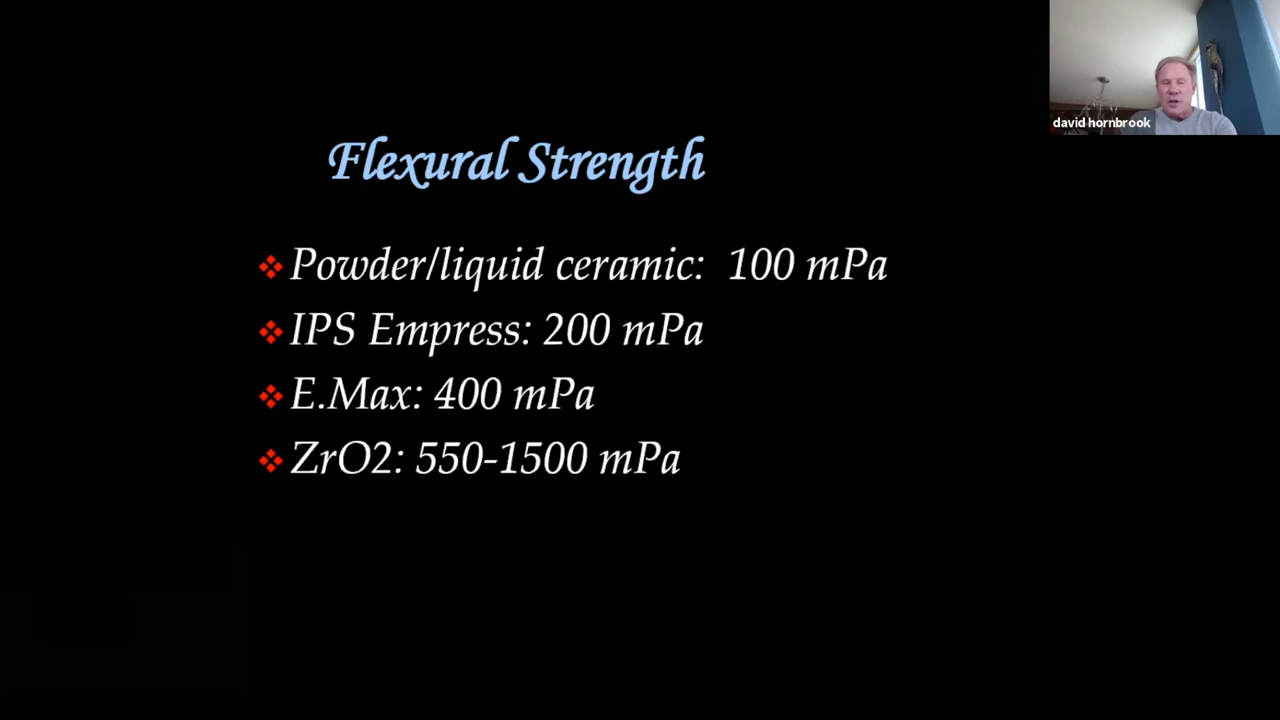 david hornbrook
Flexural Strength
Powder/liquid ceramic: 100 mPa
IPS Empress: 200 mPa
E.Max: 400 mPa
ZrO2: 550-1500 mPa